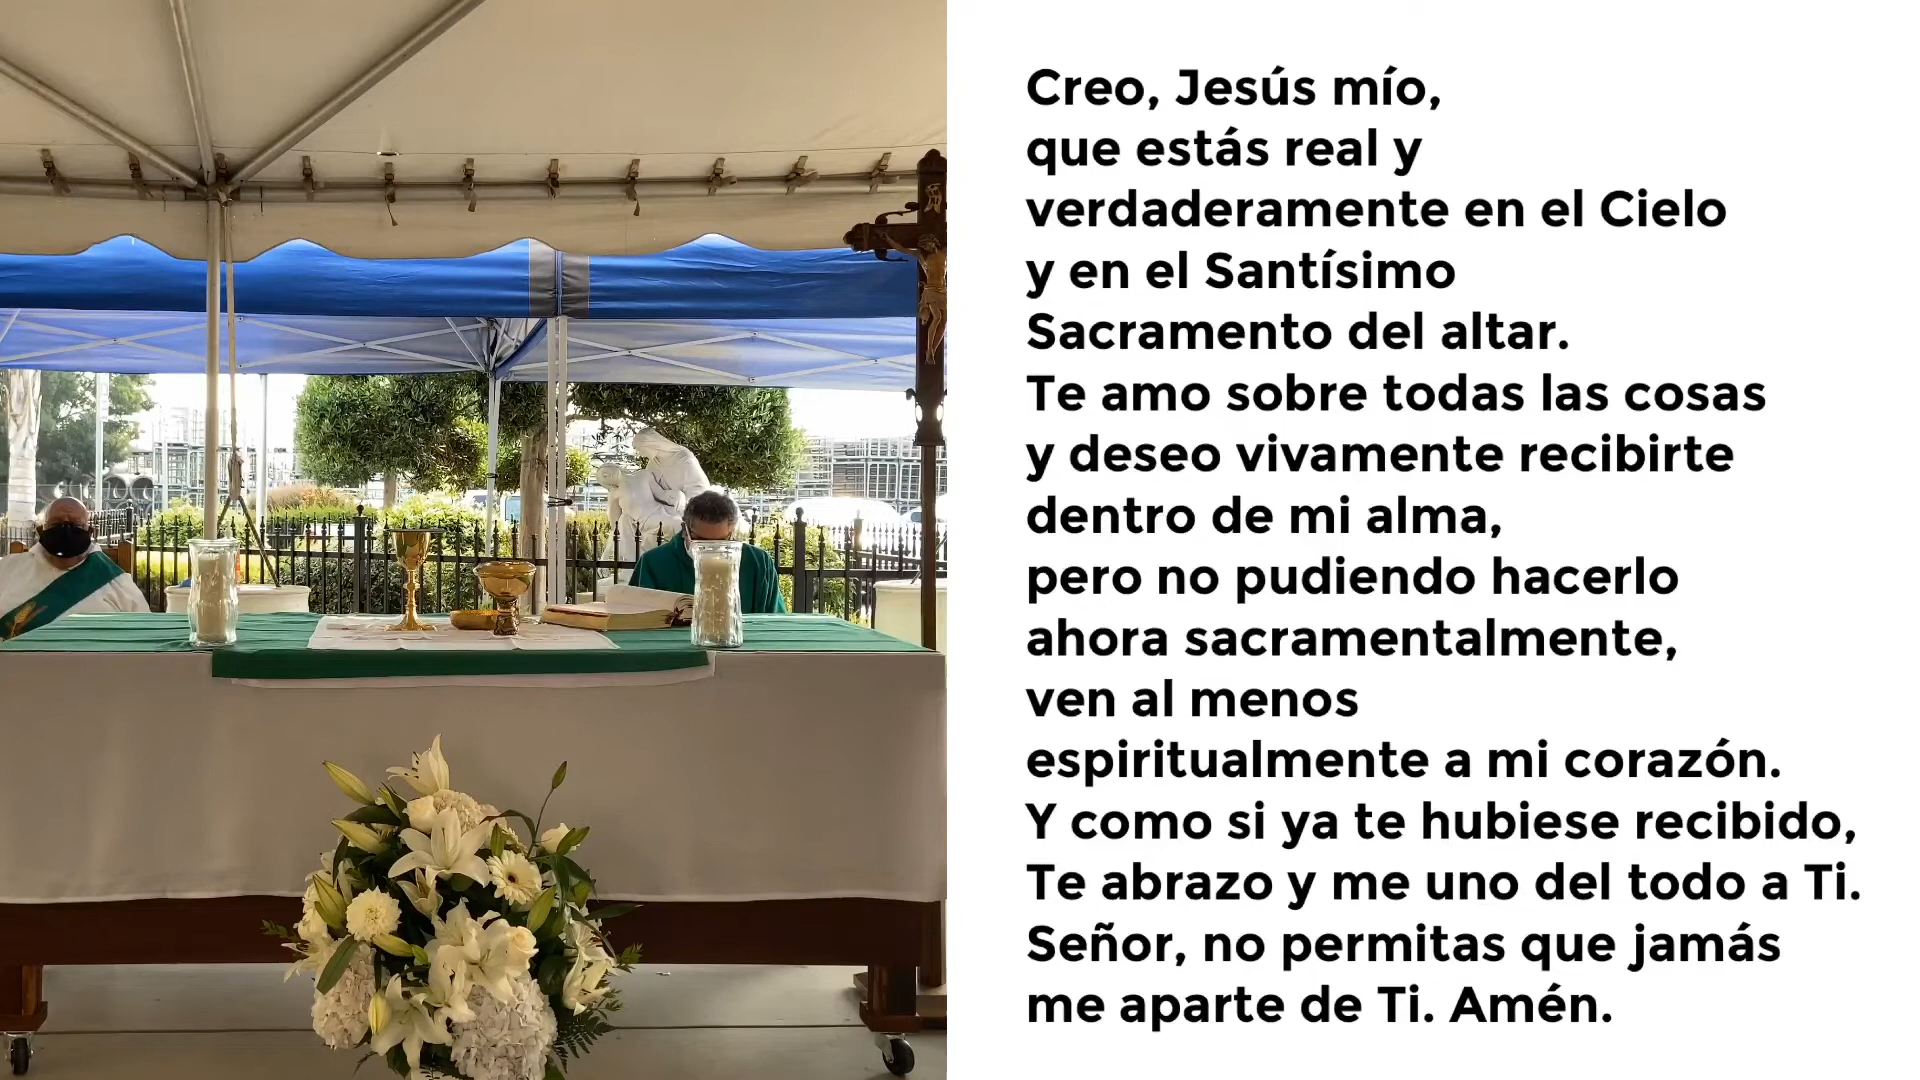 Creo, Jesús mío,
que estás real y
verdaderamente en el Cielo
y en el Santísimo
Sacramento del altar.
Te amo sobre todas las cosas
y deseo vivamente recibirte
dentro de mi alma,
pero no pudiendo hacerlo
ahora sacramentalmente,
ven al menos
espiritualmente a mi corazón.
Y como si ya te hubiese recibido,
Te abrazo y me uno del todo a Ti.
Señor, no permitas que jamás
me aparte de Ti. Amén.